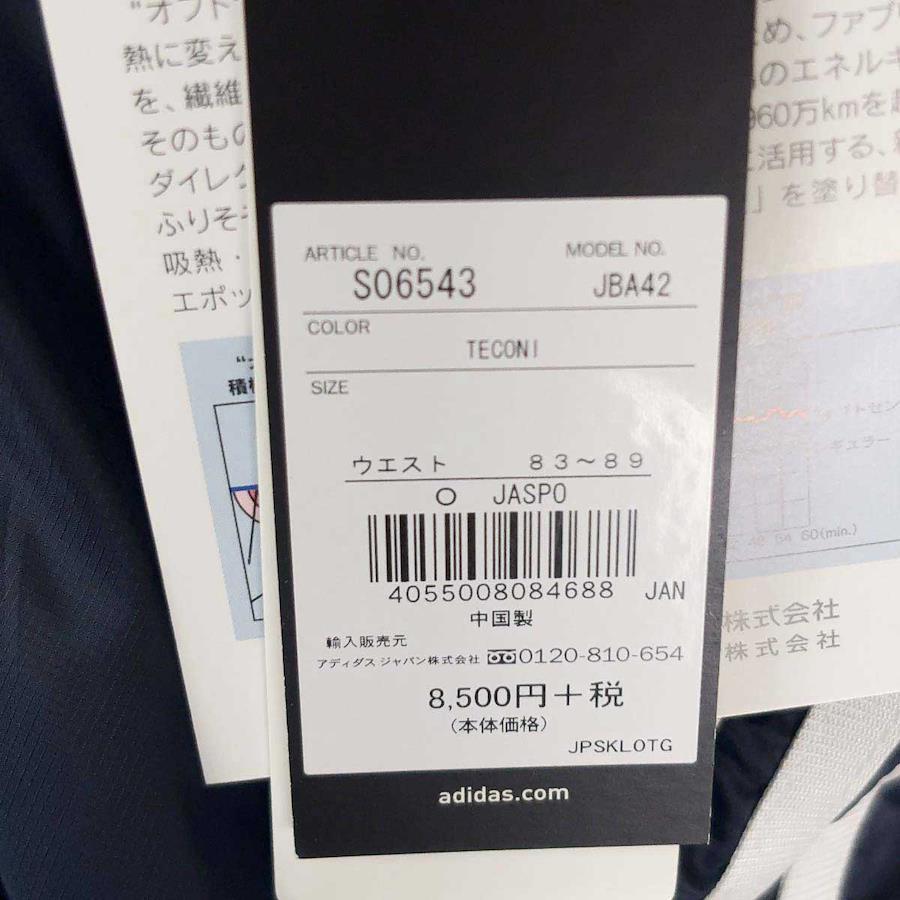 熱に変え
を、繊維
そのもの
ダイレク
ふりそそ
吸熱・
エポッ
め、ファブ
のエネルギ
960万kmを
活用する、
」を塗り替
60(min.)
株式会社
株式会社
ARTICLE NO. MODEL NO.
S06543 JBA42
COLOR
TECONI
SIZE
ウエスト 83〜89
O JASPO
4055008084688 JAN
中国製
輸入販売元
アディダス ジャパン株式会社 0120-810-654
8,500円+税
(本体価格)
JPSKLOTG
adidas.com